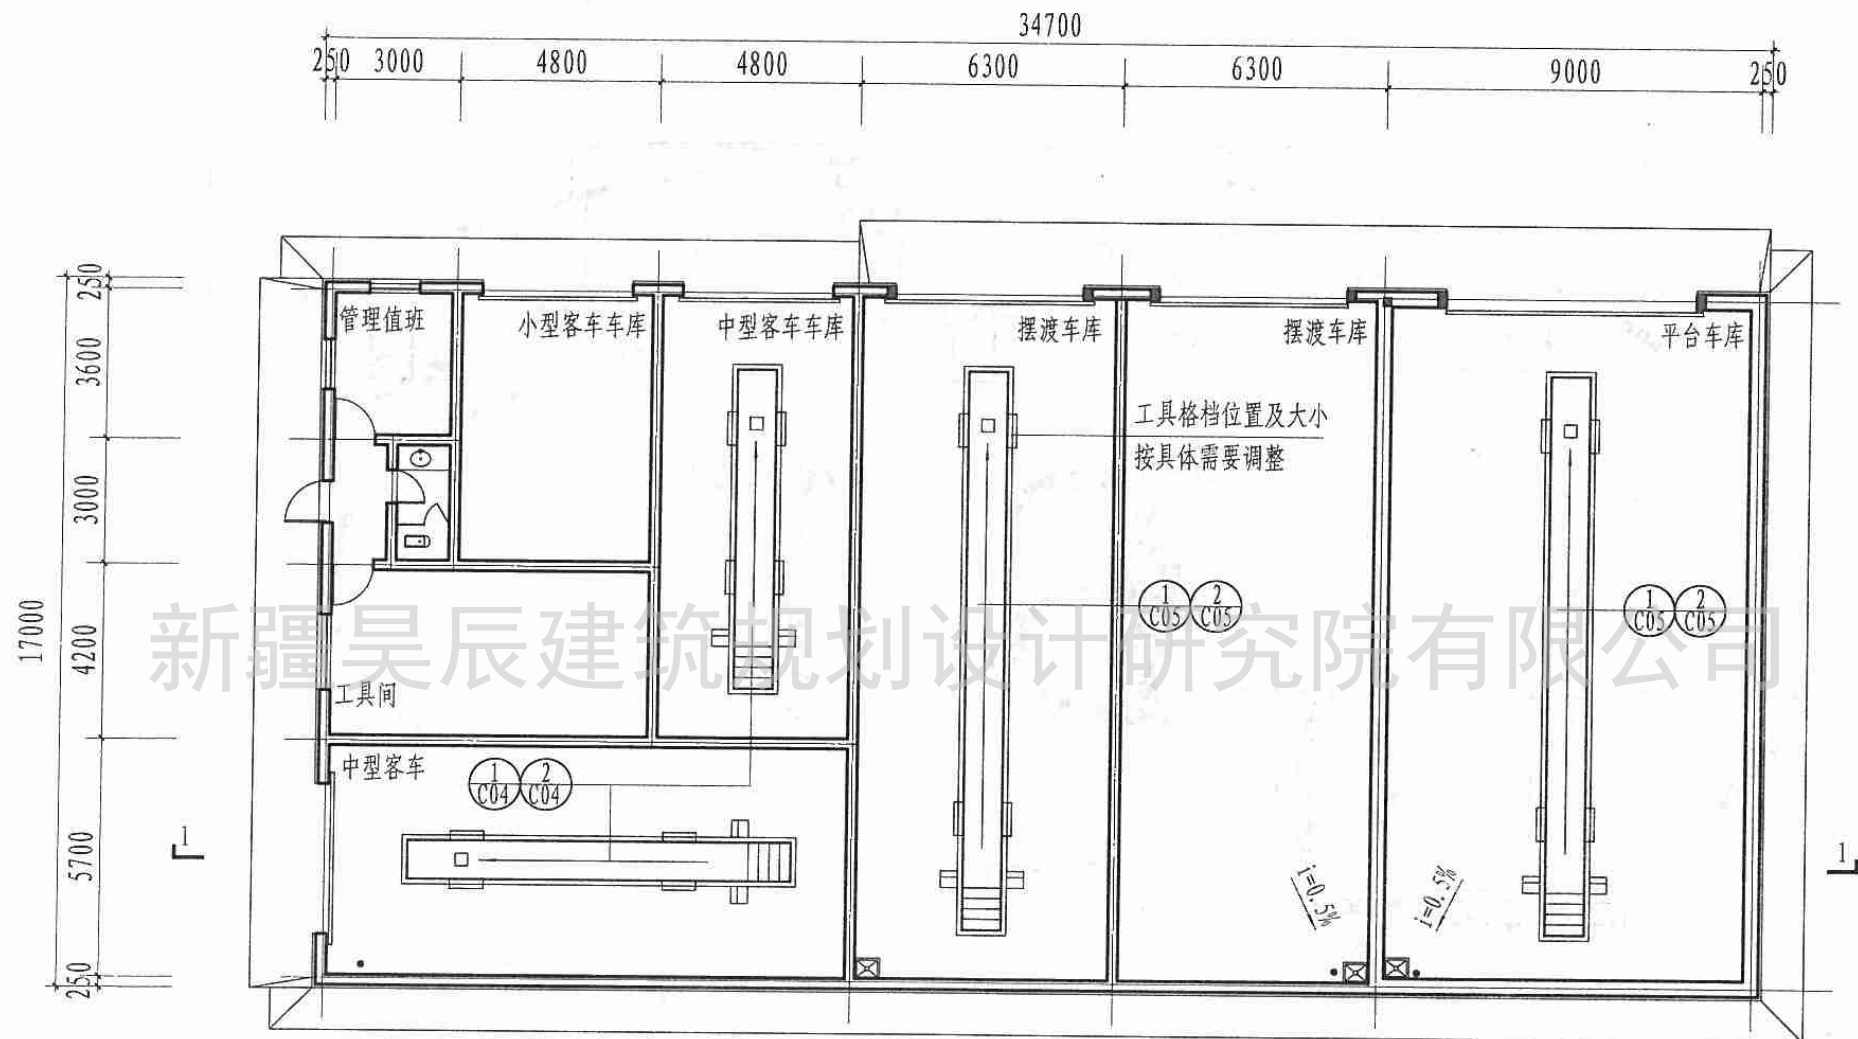 34700
250 3000 4800 4800 6300 6300 9000 250
250
3600
3000
4200
5700
250
17000
管理值班
小型客车车库
中型客车车库
摆渡车库
摆渡车库
平台车库
工具格档位置及大小
按具体需要调整
1 C05
2 C05
1 C05
2 C05
新疆昊辰建筑规划设计研究院有限公司
工具间
中型客车
1 C04
2 C04
1
1
i=0.5%
i=0.5%